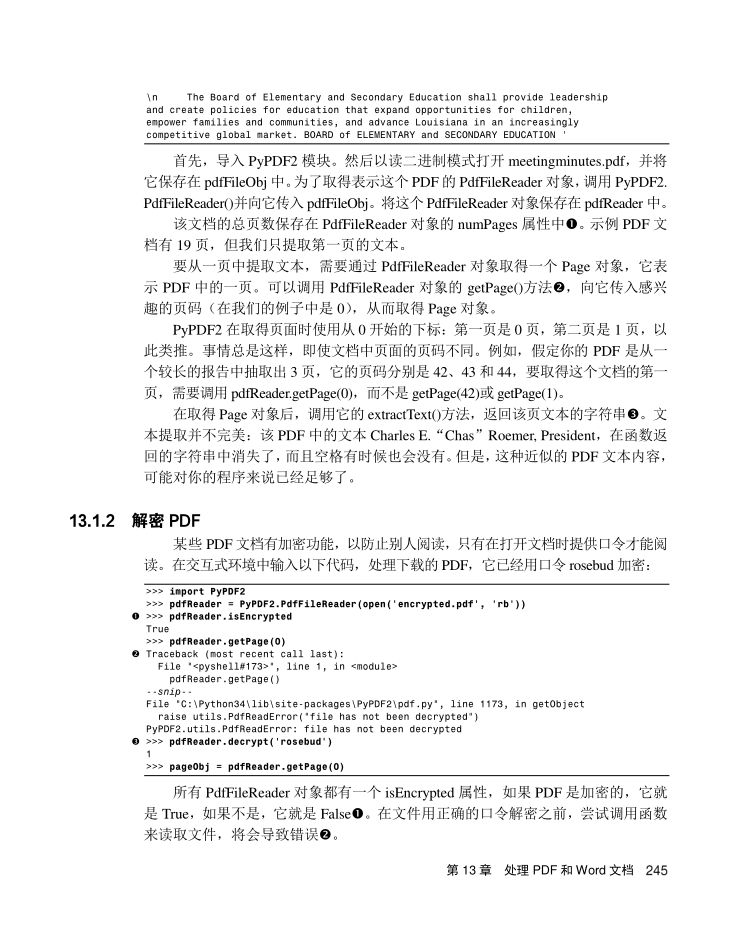 \n     The Board of Elementary and Secondary Education shall provide leadership
and create policies for education that expand opportunities for children,
empower families and communities, and advance Louisiana in an increasingly
competitive global market. BOARD of ELEMENTARY and SECONDARY EDUCATION '
首先，导入 PyPDF2 模块。然后以读二进制模式打开 meetingminutes.pdf，并将
它保存在 pdfFileObj 中。为了取得表示这个 PDF 的 PdfFileReader 对象，调用 PyPDF2.
PdfFileReader()并向它传入 pdfFileObj。将这个 PdfFileReader 对象保存在 pdfReader 中。
该文档的总页数保存在 PdfFileReader 对象的 numPages 属性中❶。示例 PDF 文
档有 19 页，但我们只提取第一页的文本。
要从一页中提取文本，需要通过 PdfFileReader 对象取得一个 Page 对象，它表
示 PDF 中的一页。可以调用 PdfFileReader 对象的 getPage()方法❷，向它传入感兴
趣的页码（在我们的例子中是 0），从而取得 Page 对象。
PyPDF2 在取得页面时使用从 0 开始的下标：第一页是 0 页，第二页是 1 页，以
此类推。事情总是这样，即使文档中页面的页码不同。例如，假定你的 PDF 是从一
个较长的报告中抽取出 3 页，它的页码分别是 42、43 和 44，要取得这个文档的第一
页，需要调用 pdfReader.getPage(0)，而不是 getPage(42)或 getPage(1)。
在取得 Page 对象后，调用它的 extractText()方法，返回该页文本的字符串❸。文
本提取并不完美：该 PDF 中的文本 Charles E.“Chas”Roemer, President，在函数返
回的字符串中消失了，而且空格有时候也会没有。但是，这种近似的 PDF 文本内容，
可能对你的程序来说已经足够了。
13.1.2 解密 PDF
某些 PDF 文档有加密功能，以防止别人阅读，只有在打开文档时提供口令才能阅
读。在交互式环境中输入以下代码，处理下载的 PDF，它已经用口令 rosebud 加密：
>>> import PyPDF2
>>> pdfReader = PyPDF2.PdfFileReader(open('encrypted.pdf', 'rb'))
❶ >>> pdfReader.isEncrypted
True
>>> pdfReader.getPage(0)
❷ Traceback (most recent call last):
  File "<pyshell#173>", line 1, in <module>
    pdfReader.getPage()
--snip--
File "C:\Python34\lib\site-packages\PyPDF2\pdf.py", line 1173, in getObject
  raise utils.PdfReadError("file has not been decrypted")
PyPDF2.utils.PdfReadError: file has not been decrypted
❸ >>> pdfReader.decrypt('rosebud')
1
>>> pageObj = pdfReader.getPage(0)
所有 PdfFileReader 对象都有一个 isEncrypted 属性，如果 PDF 是加密的，它就
是 True，如果不是，它就是 False❶。在文件用正确的口令解密之前，尝试调用函数
来读取文件，将会导致错误❷。
第 13 章 处理 PDF 和 Word 文档 245